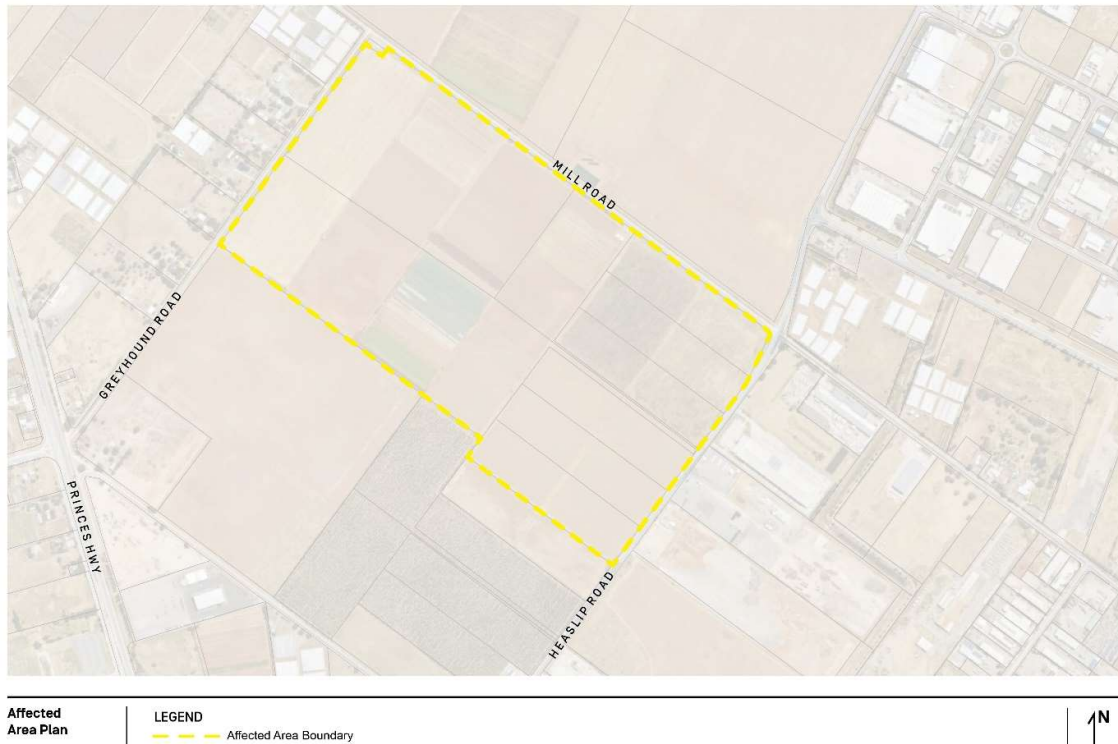 MILL ROAD
GREYHOUND ROAD
PRINCES HWY
HEASLIP ROAD
Affected
Area Plan
LEGEND
Affected Area Boundary
N